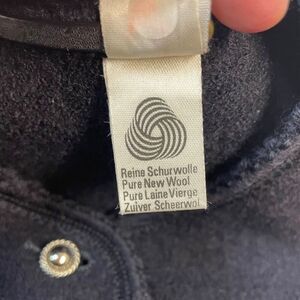 Reine Schurwolle
Pure New Wool
Pure Laine Vierge
Zuiver Scheerwol